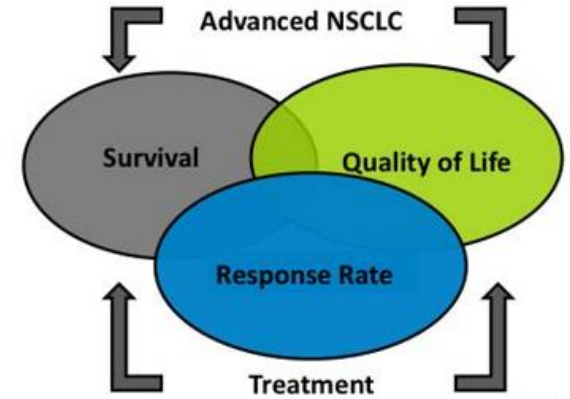 Advanced NSCLC
Survival
Quality of Life
Response Rate
Treatment